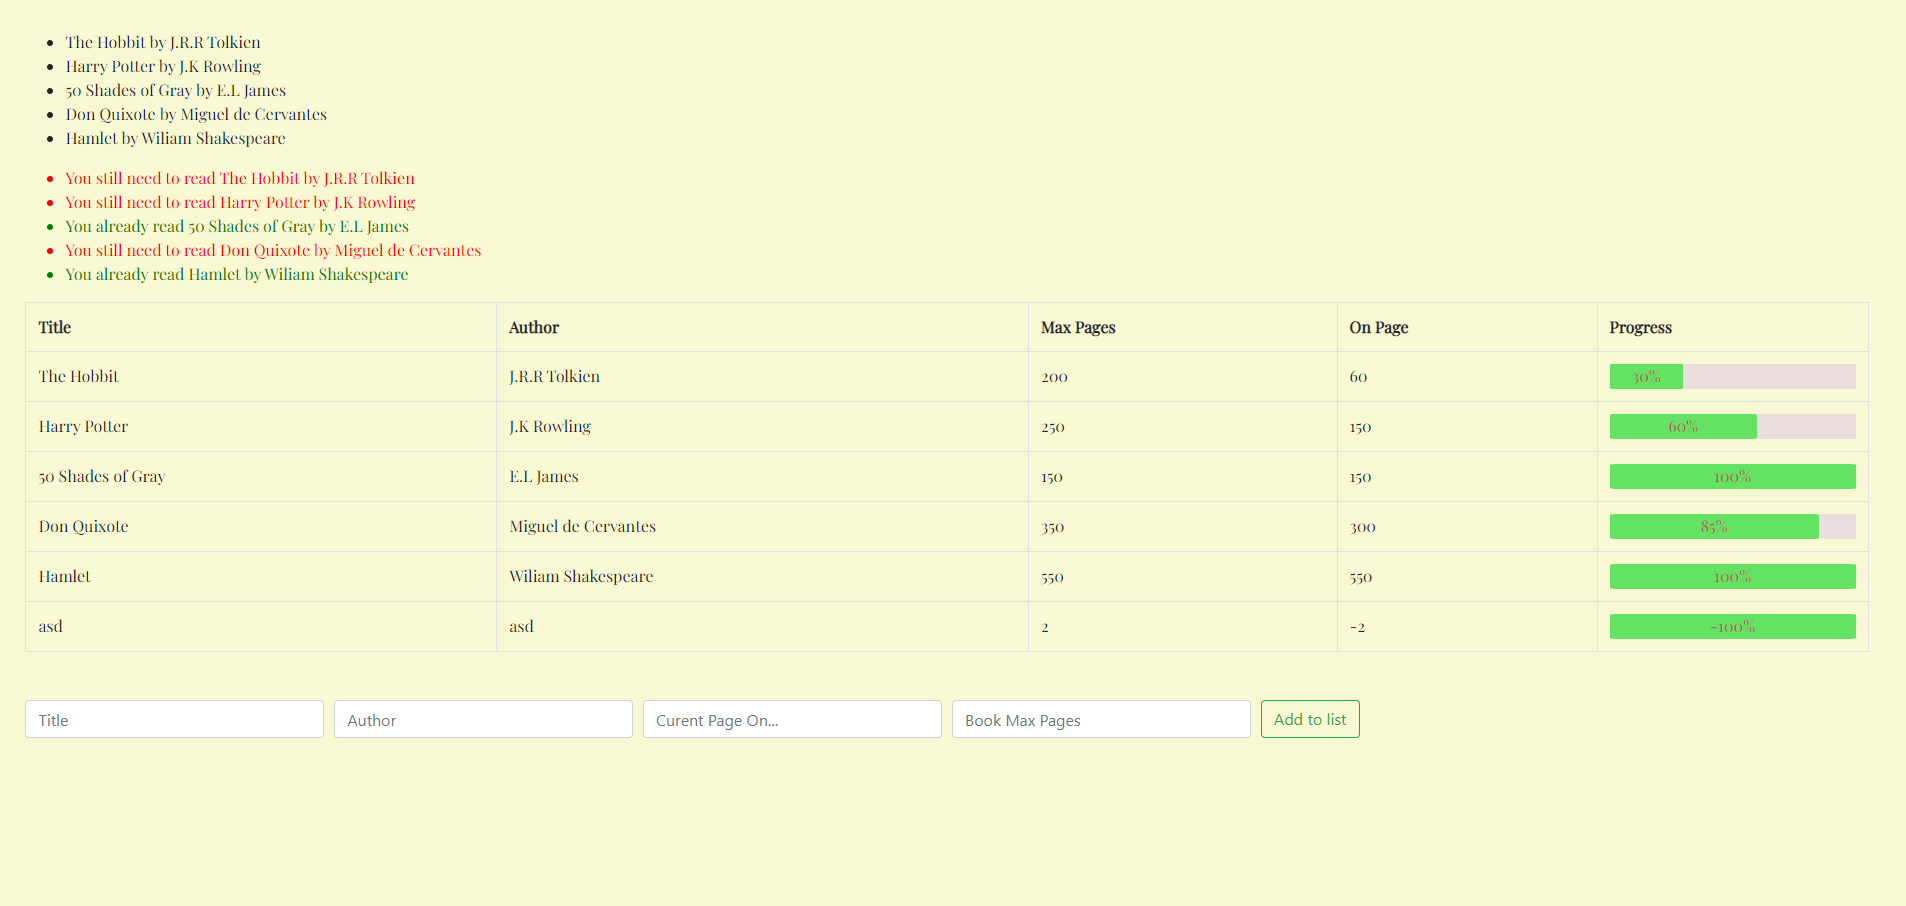 The Hobbit by J.R.R Tolkien
Harry Potter by J.K Rowling
50 Shades of Gray by E.L James
Don Quixote by Miguel de Cervantes
Hamlet by Wiliam Shakespeare
You still need to read The Hobbit by J.R.R Tolkien
You still need to read Harry Potter by J.K Rowling
You already read 50 Shades of Gray by E.L James
You still need to read Don Quixote by Miguel de Cervantes
You already read Hamlet by Wiliam Shakespeare
Title Author Max Pages On Page Progress
The Hobbit J.R.R Tolkien 200 60 30%
Harry Potter J.K Rowling 250 150 60%
50 Shades of Gray E.L James 150 150 100%
Don Quixote Miguel de Cervantes 350 300 85%
Hamlet Wiliam Shakespeare 550 550 100%
asd asd 2 -2 -100%
Title Author Curent Page On... Book Max Pages Add to list